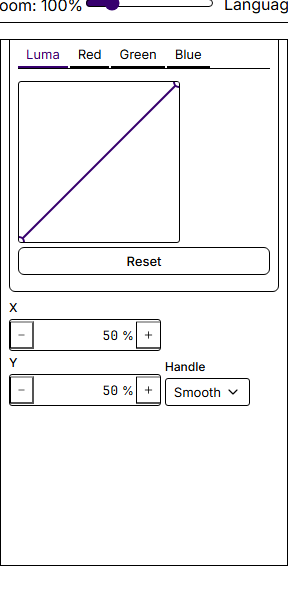 oom: 100% Languag
Luma Red Green Blue
Reset
X
− 50 % +
Y
Handle
− 50 % +
Smooth